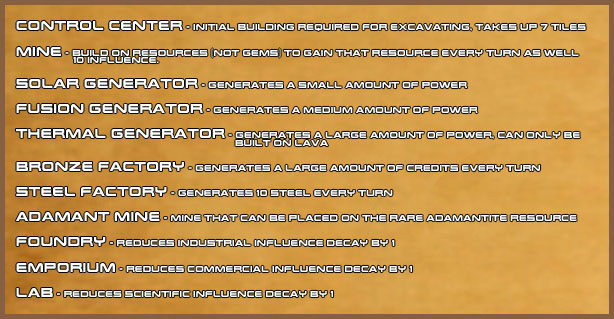 CONTROL CENTER - INITIAL BUILDING REQUIRED FOR EXCAVATING, TAKES UP 7 TILES
MINE - BUILD ON RESOURCES (NOT GEMS) TO GAIN THAT RESOURCE EVERY TURN AS WELL
10 INFLUENCE.
SOLAR GENERATOR - GENERATES A SMALL AMOUNT OF POWER
FUSION GENERATOR - GENERATES A MEDIUM AMOUNT OF POWER
THERMAL GENERATOR - GENERATES A LARGE AMOUNT OF POWER, CAN ONLY BE
BUILT ON LAVA
BRONZE FACTORY - GENERATES A LARGE AMOUNT OF CREDITS EVERY TURN
STEEL FACTORY - GENERATES 10 STEEL EVERY TURN
ADAMANT MINE - MINE THAT CAN BE PLACED ON THE RARE ADAMANTITE RESOURCE
FOUNDRY - REDUCES INDUSTRIAL INFLUENCE DECAY BY 1
EMPORIUM - REDUCES COMMERCIAL INFLUENCE DECAY BY 1
LAB - REDUCES SCIENTIFIC INFLUENCE DECAY BY 1